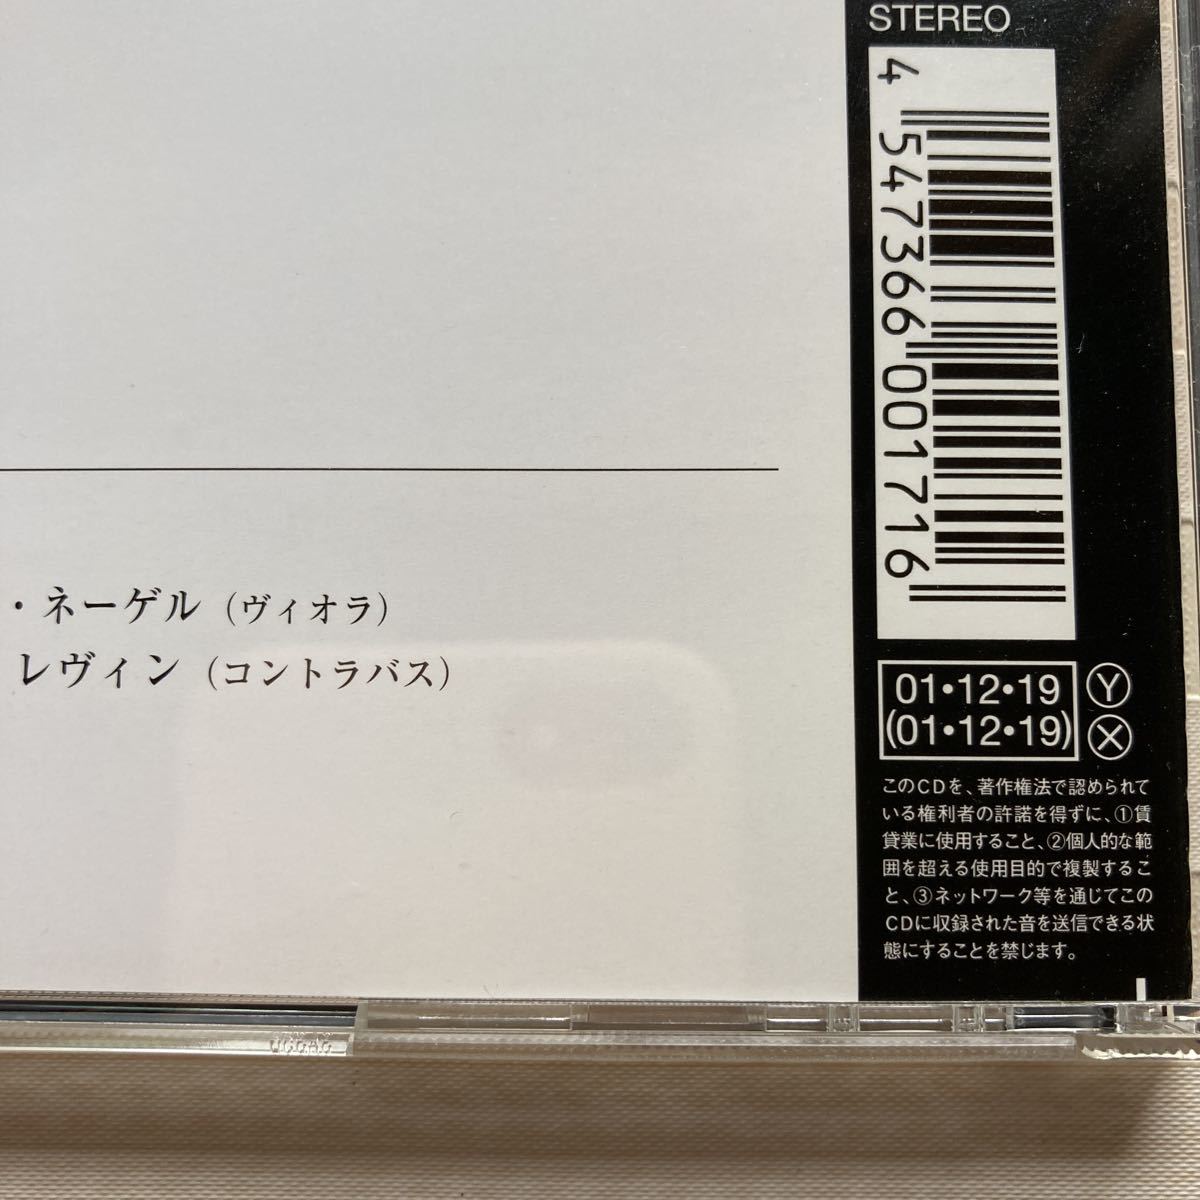 STEREO
4 547366 001716
・ネーゲル（ヴィオラ）
レヴィン（コントラバス）
01・12・19 Ⓨ
(01・12・19) Ⓧ
このCDを、著作権法で認められて
いる権利者の許諾を得ずに、①賃
貸業に使用すること、②個人的な範
囲を超える使用目的で複製するこ
と、③ネットワーク等を通じてこの
CDに収録された音を送信できる状
態にすることを禁じます。